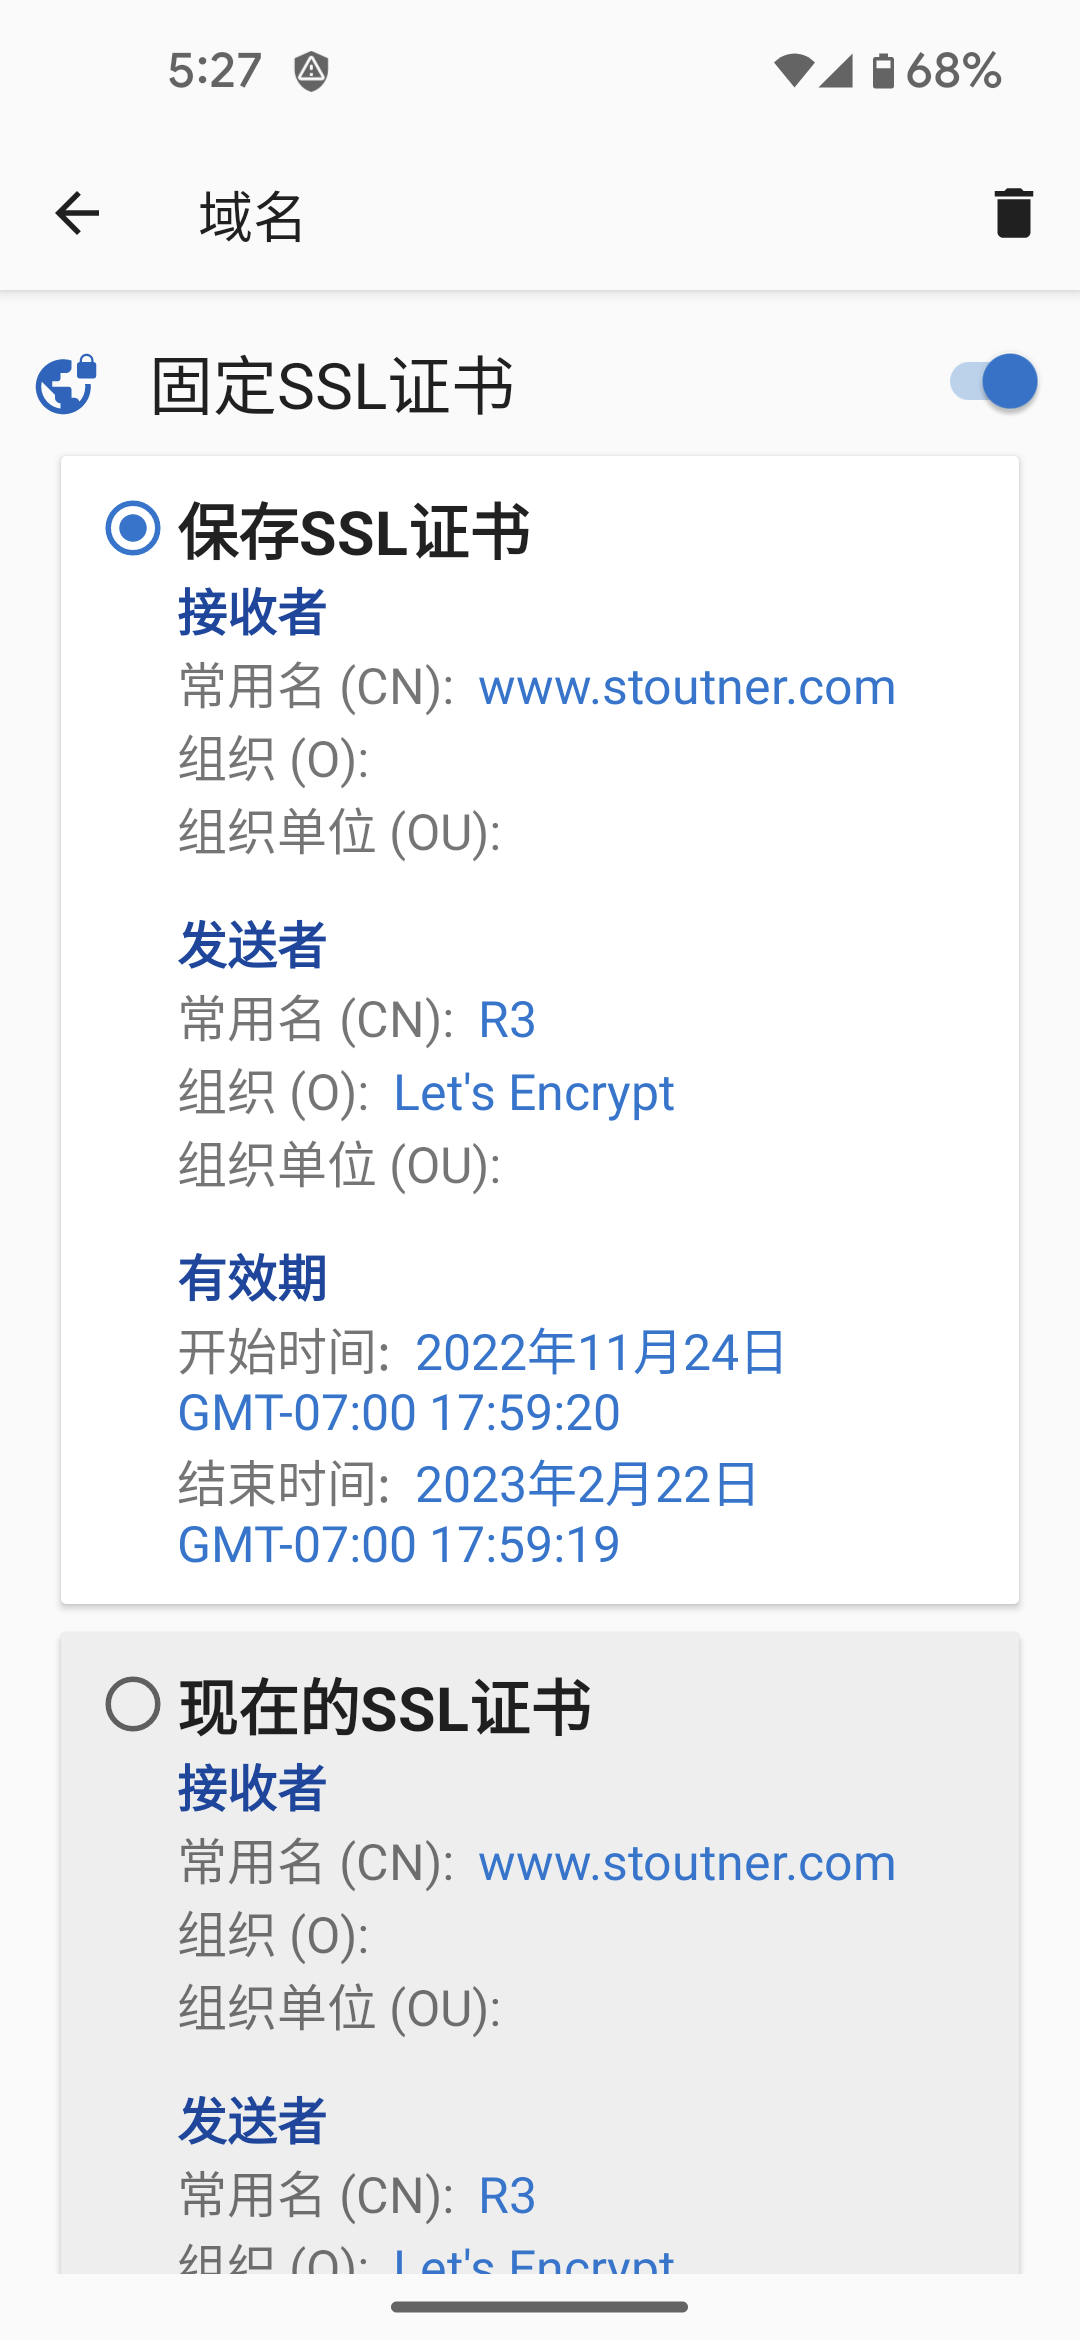 5:27
68%
域名
固定SSL证书
保存SSL证书
接收者
常用名 (CN): www.stoutner.com
组织 (O):
组织单位 (OU):
发送者
常用名 (CN): R3
组织 (O): Let's Encrypt
组织单位 (OU):
有效期
开始时间: 2022年11月24日
GMT-07:00 17:59:20
结束时间: 2023年2月22日
GMT-07:00 17:59:19
现在的SSL证书
接收者
常用名 (CN): www.stoutner.com
组织 (O):
组织单位 (OU):
发送者
常用名 (CN): R3
组织 (O): Let's Encrypt